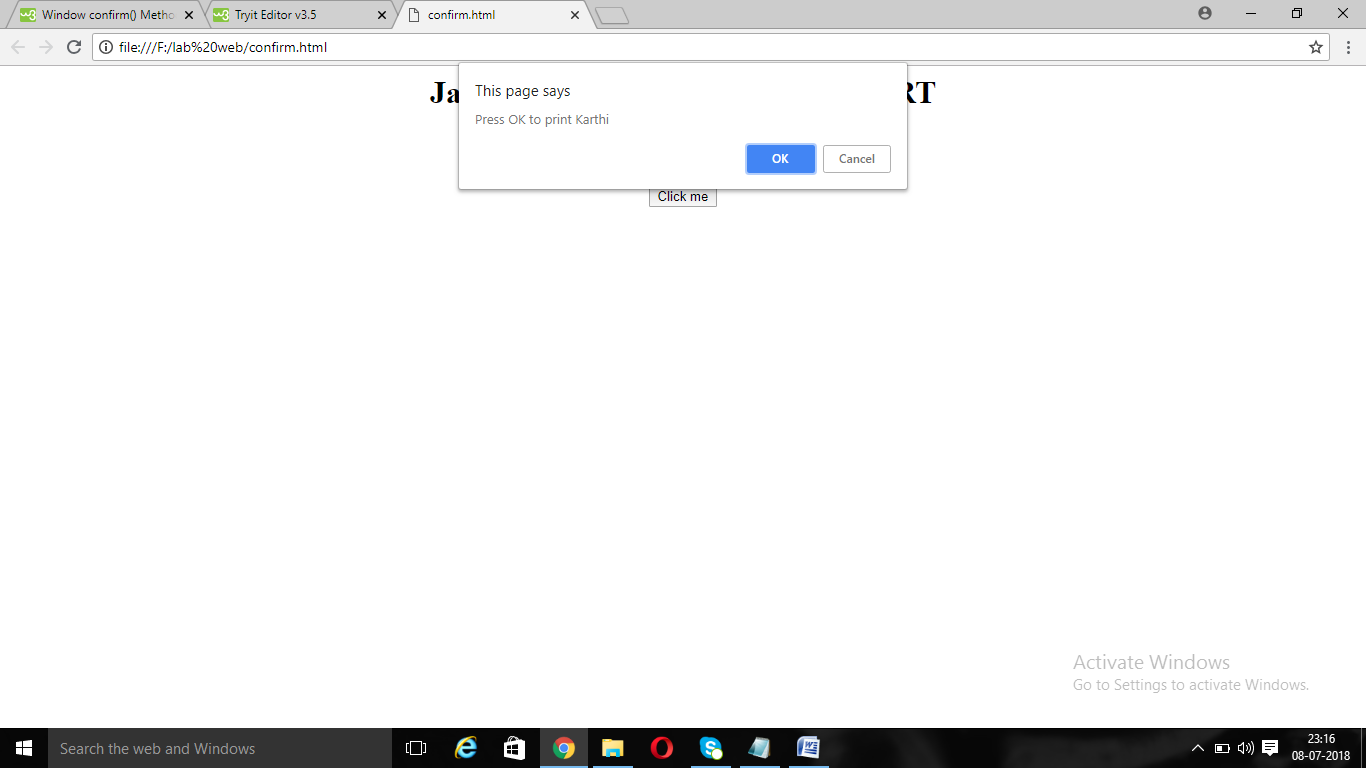 Window confirm() Metho
Tryit Editor v3.5
confirm.html
file:///F:/lab%20web/confirm.html
This page says
Press OK to print Karthi
OK
Cancel
Click me
Activate Windows
Go to Settings to activate Windows.
Search the web and Windows
23:16
08-07-2018